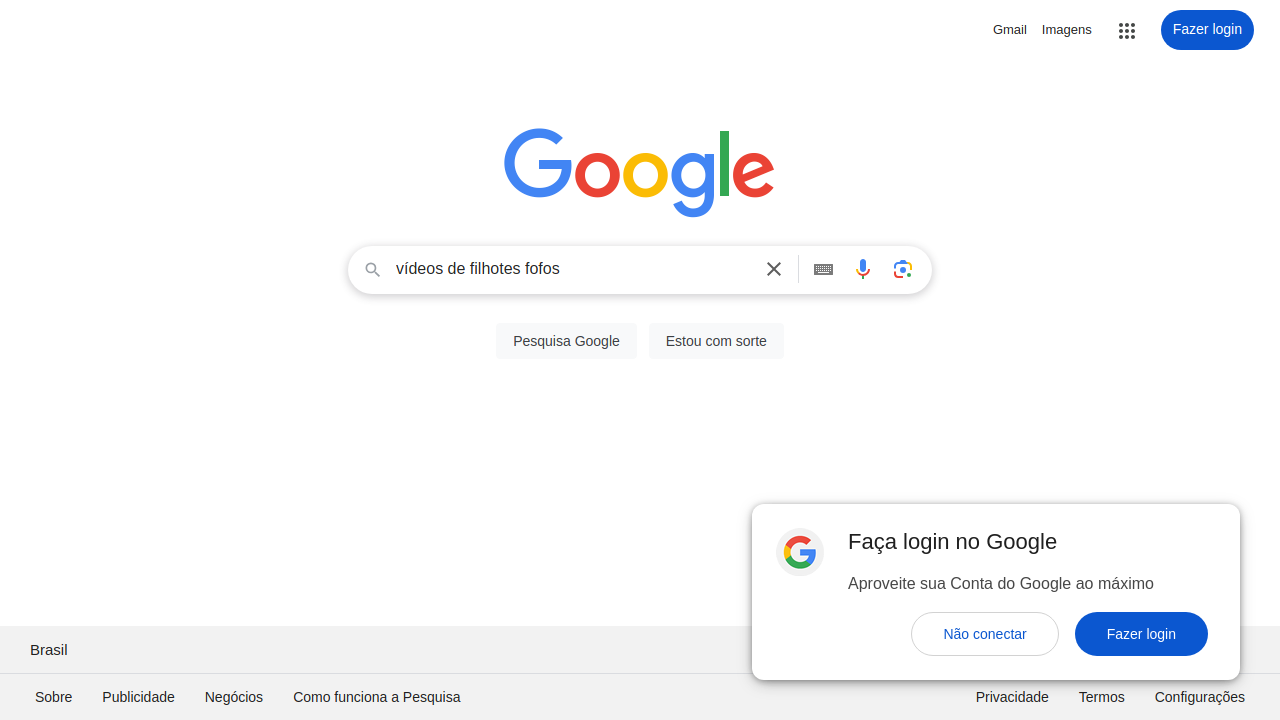 Gmail Imagens Fazer login
Google
vídeos de filhotes fofos
Pesquisa Google Estou com sorte
Faça login no Google
Aproveite sua Conta do Google ao máximo
Não conectar Fazer login
Brasil
Sobre Publicidade Negócios Como funciona a Pesquisa Privacidade Termos Configurações